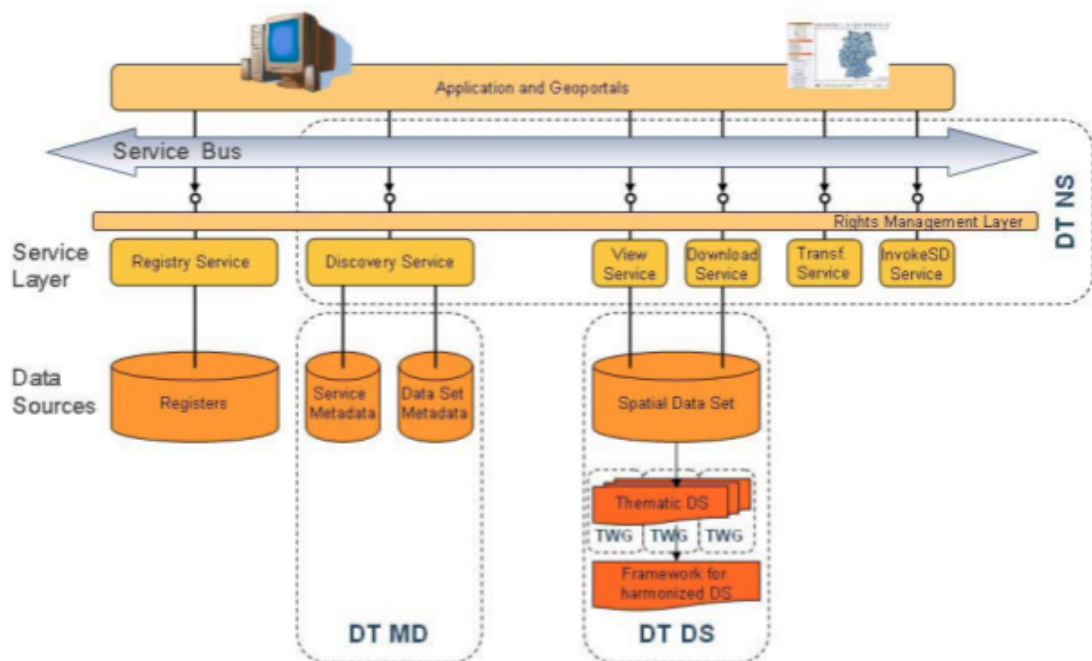 Application and Geoportals
Service Bus
DT NS
Rights Management Layer
Service
Layer
Registry Service
Discovery Service
View
Service
Download
Service
Transf.
Service
InvokeSD
Service
Data
Sources
Registers
Service
Metadata
Data Set
Metadata
Spatial Data Set
Thematic DS
TWG
TWG
TWG
Framework for
harmonized DS
DT MD
DT DS